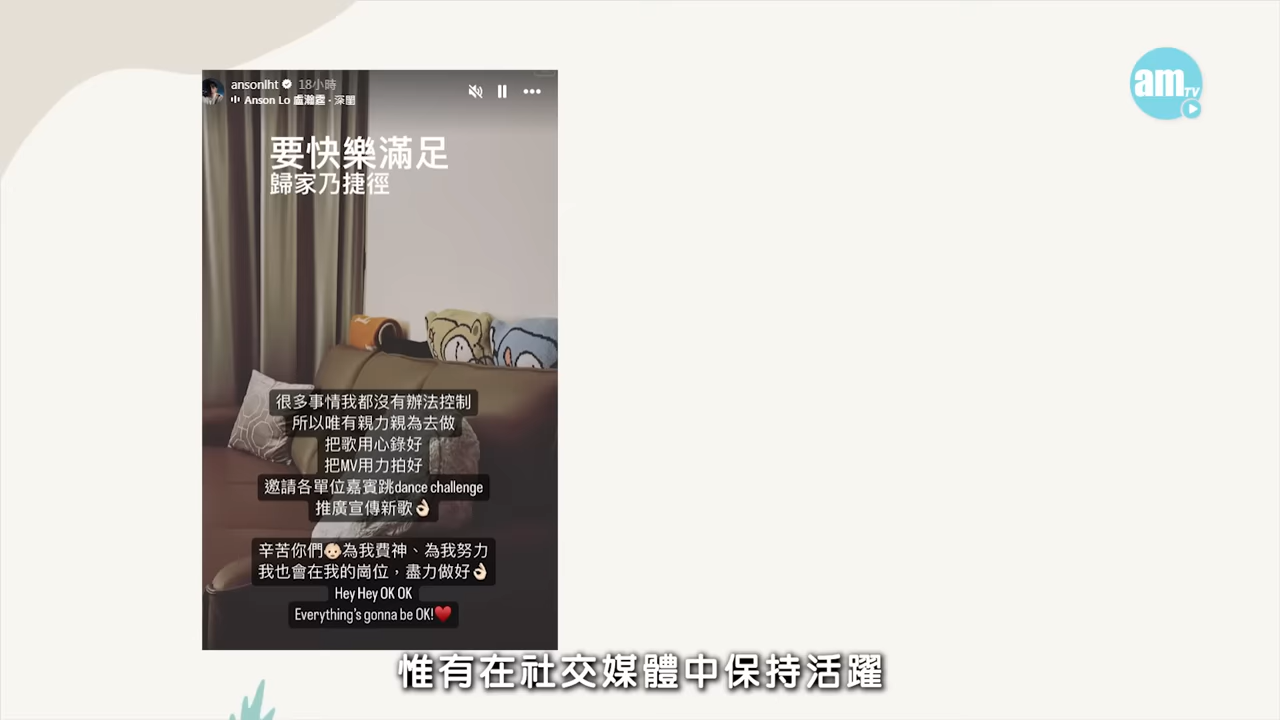 am
TV
ansonlht 18小時
Anson Lo 盧瀚霆 · 深閨
要快樂滿足
歸家乃捷徑
很多事情我都沒有辦法控制
所以唯有親力親為去做
把歌用心錄好
把MV用力拍好
邀請各單位嘉賓跳dance challenge
推廣宣傳新歌👌🏻
辛苦你們👶🏻為我費神、為我努力
我也會在我的崗位，盡力做好👌🏻
Hey Hey OK OK
Everything's gonna be OK!❤️
惟有在社交媒體中保持活躍